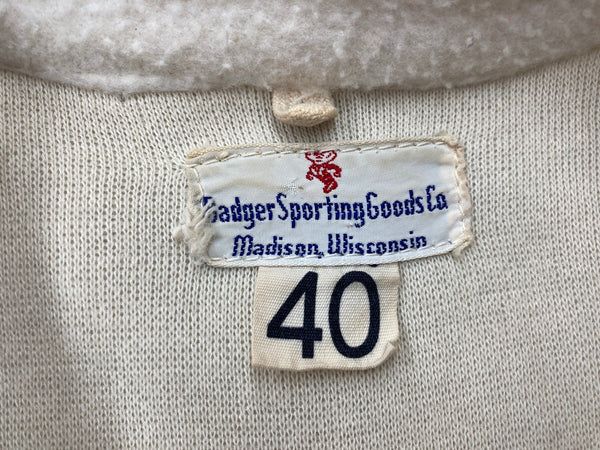 Badger Sporting Goods Co
Madison, Wisconsin
40